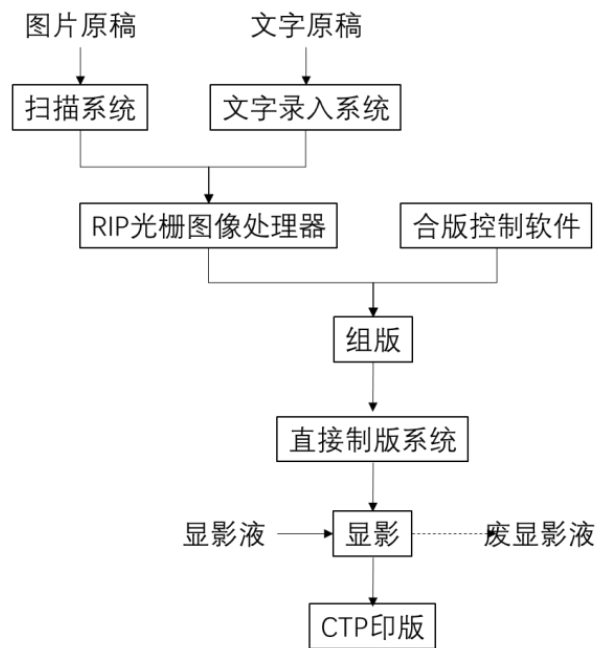 图片原稿
文字原稿
扫描系统
文字录入系统
RIP光栅图像处理器
合版控制软件
组版
直接制版系统
显影液
显影
废显影液
CTP印版